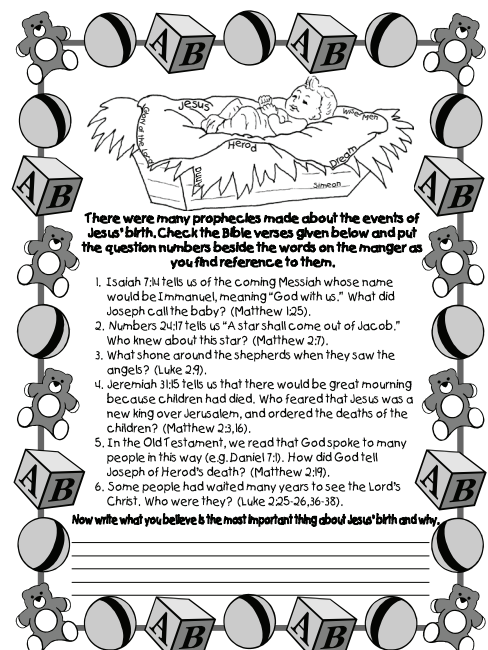 A B
A B
Jesus
Wise Men
Glory of the Lord
Herod
Dream
Anna
Simeon
A B
A B
There were many prophecies made about the events of
Jesus' birth. Check the Bible verses given below and put
the question numbers beside the words on the manger as
you find reference to them.
1. Isaiah 7:14 tells us of the coming Messiah whose name
would be Immanuel, meaning "God with us." What did
Joseph call the baby? (Matthew 1:25).
2. Numbers 24:17 tells us "A star shall come out of Jacob."
Who knew about this star? (Matthew 2:7).
3. What shone around the shepherds when they saw the
angels? (Luke 2:9).
4. Jeremiah 31:15 tells us that there would be great mourning
because children had died. Who feared that Jesus was a
new king over Jerusalem, and ordered the deaths of the
children? (Matthew 2:3,16).
5. In the Old Testament, we read that God spoke to many
people in this way (e.g. Daniel 7:1). How did God tell
Joseph of Herod's death? (Matthew 2:19).
6. Some people had waited many years to see the Lord's
Christ. Who were they? (Luke 2:25-26,36-38).
A B
A B
Now write what you believe is the most important thing about Jesus' birth and why.
A B
A B